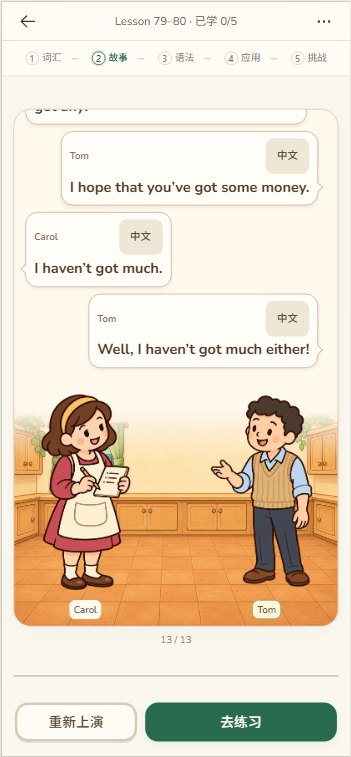 Lesson 79–80 · 已学 0/5
1 词汇 – 2 故事 – 3 语法 – 4 应用 – 5 挑战
got any?
Tom
中文
I hope that you've got some money.
Carol
中文
I haven't got much.
Tom
中文
Well, I haven't got much either!
Carol
Tom
13 / 13
重新上演
去练习